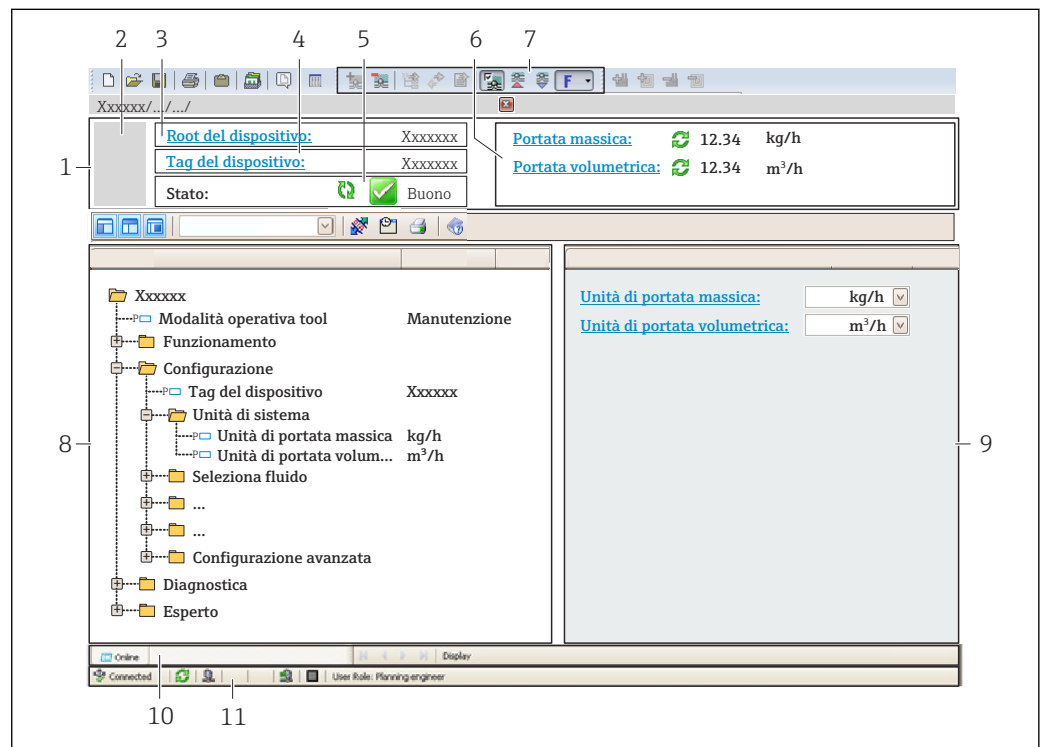 2 3 4 5 6 7
F
Xxxxxx/.../.../
1
Root del dispositivo: Xxxxxxx
Tag del dispositivo: Xxxxxxx
Stato: Buono
Portata massica: 12.34 kg/h
Portata volumetrica: 12.34 m³/h
Xxxxxx
P Modalità operativa tool Manutenzione
Funzionamento
Configurazione
P Tag del dispositivo Xxxxxx
Unità di sistema
P Unità di portata massica kg/h
P Unità di portata volum... m³/h
Seleziona fluido
...
...
Configurazione avanzata
Diagnostica
Esperto
8
Unità di portata massica: kg/h
Unità di portata volumetrica: m³/h
9
Online Display
Connected User Role: Planning engineer
10 11